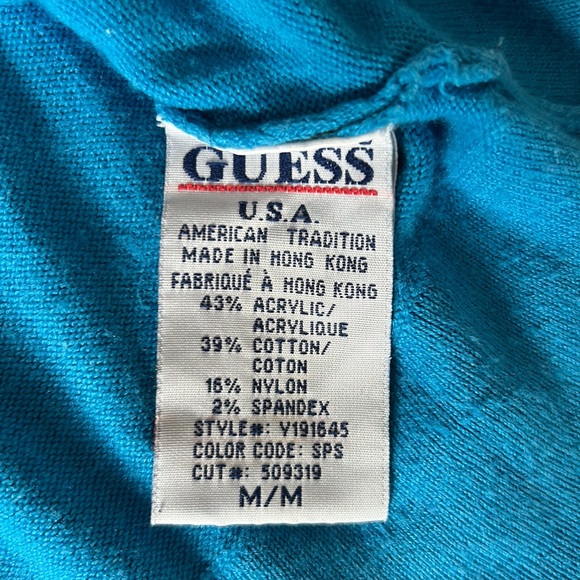 GUESS
U.S.A.
AMERICAN TRADITION
MADE IN HONG KONG
FABRIQUÉ À HONG KONG
43% ACRYLIC/
ACRYLIQUE
39% COTTON/
COTON
16% NYLON
2% SPANDEX
STYLE#: Y191645
COLOR CODE: SPS
CUT#: 509319
M/M